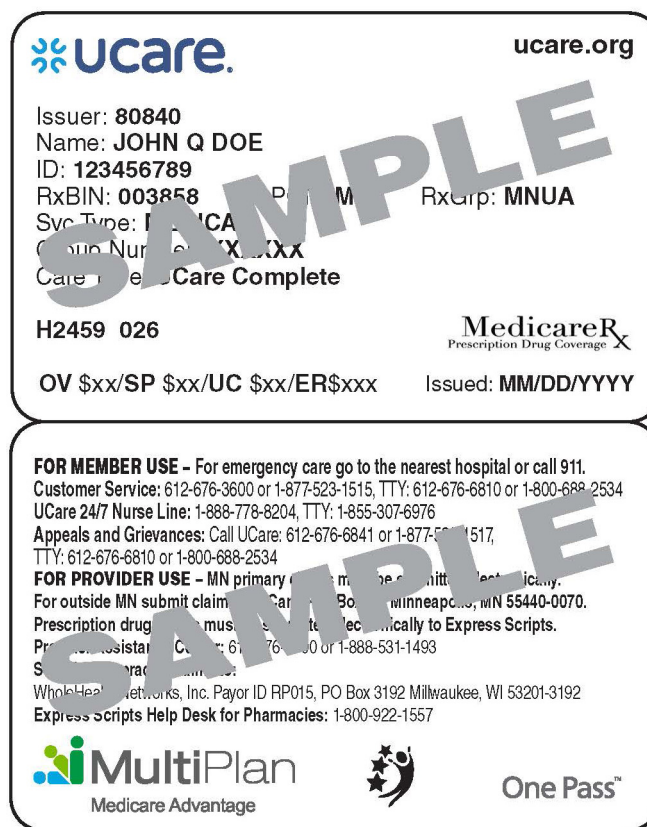 ucare.
ucare.org
Issuer: 80840
Name: JOHN Q DOE
ID: 123456789
RxBIN: 003858 RxGrp: MNUA
Svc Type:
XXXX
Care Complete
SAMPLE
H2459 026
MedicareRx
Prescription Drug Coverage
OV $xx/SP $xx/UC $xx/ER$xxx Issued: MM/DD/YYYY
FOR MEMBER USE – For emergency care go to the nearest hospital or call 911.
Customer Service: 612-676-3600 or 1-877-523-1515, TTY: 612-676-6810 or 1-800-688-2534
UCare 24/7 Nurse Line: 1-888-778-8204, TTY: 1-855-307-6976
Appeals and Grievances: Call UCare: 612-676-6841 or
TTY: 612-676-6810 or 1-800-688-2534
FOR PROVIDER USE – MN primary
For outside MN submit Minneapolis, MN 55440-0070.
Prescription drug must to Express Scripts.
or 1-888-531-1493
SAMPLE
Networks, Inc. Payor ID RP015, PO Box 3192 Milwaukee, WI 53201-3192
Express Scripts Help Desk for Pharmacies: 1-800-922-1557
MultiPlan
Medicare Advantage
One Pass™